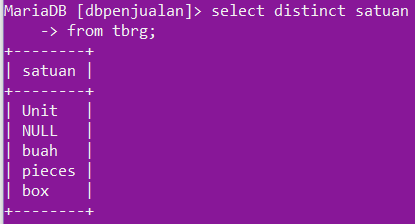 MariaDB [dbpenjualan]> select distinct satuan
    -> from tbrg;
+--------+
| satuan |
+--------+
| Unit   |
| NULL   |
| buah   |
| pieces |
| box    |
+--------+